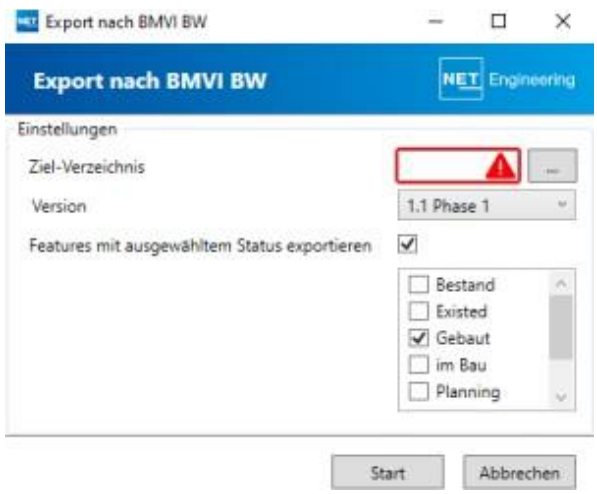 NET Export nach BMVI BW
Export nach BMVI BW
NET Engineering
Einstellungen
Ziel-Verzeichnis
...
Version
1.1 Phase 1
Features mit ausgewähltem Status exportieren
Bestand
Existed
Gebaut
im Bau
Planning
Start
Abbrechen